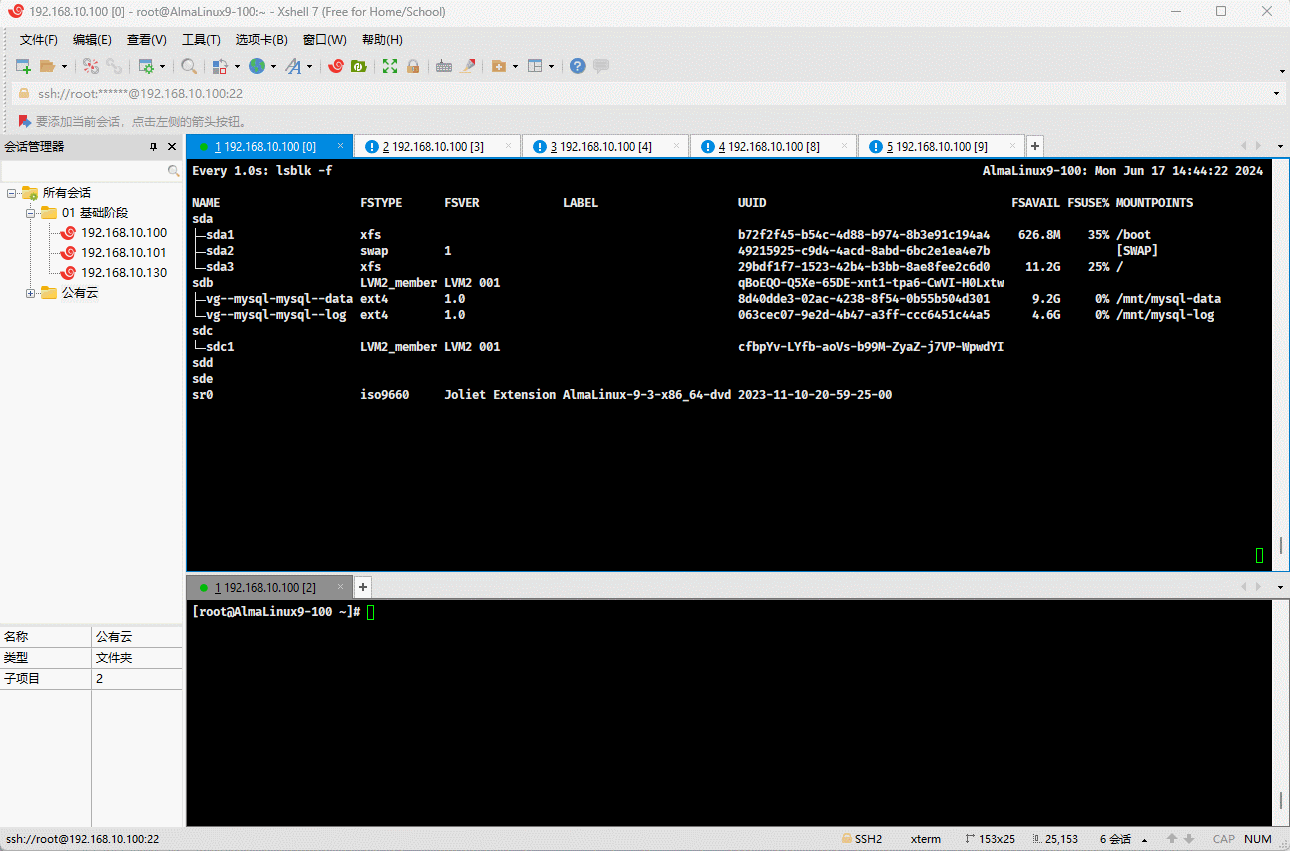 192.168.10.100 [0] - root@AlmaLinux9-100:~ - Xshell 7 (Free for Home/School)
文件(F) 编辑(E) 查看(V) 工具(T) 选项卡(B) 窗口(W) 帮助(H)
ssh://root:******@192.168.10.100:22
要添加当前会话，点击左侧的箭头按钮。
会话管理器
所有会话
01 基础阶段
192.168.10.100
192.168.10.101
192.168.10.130
公有云
名称 公有云
类型 文件夹
子项目 2
1 192.168.10.100 [0] 2 192.168.10.100 [3] 3 192.168.10.100 [4] 4 192.168.10.100 [8] 5 192.168.10.100 [9] +
Every 1.0s: lsblk -f AlmaLinux9-100: Mon Jun 17 14:44:22 2024
NAME FSTYPE FSVER LABEL UUID FSAVAIL FSUSE% MOUNTPOINTS
sda
├─sda1 xfs b72f2f45-b54c-4d88-b974-8b3e91c194a4 626.8M 35% /boot
├─sda2 swap 1 49215925-c9d4-4acd-8abd-6bc2e1ea4e7b [SWAP]
└─sda3 xfs 29bdf1f7-1523-42b4-b3bb-8ae8fee2c6d0 11.2G 25% /
sdb LVM2_member LVM2 001 qBoEQO-Q5Xe-65DE-xnt1-tpa6-CwVI-H0Lxtw
├─vg--mysql-mysql--data ext4 1.0 8d40dde3-02ac-4238-8f54-0b55b504d301 9.2G 0% /mnt/mysql-data
└─vg--mysql-mysql--log ext4 1.0 063cec07-9e2d-4b47-a3ff-ccc6451c44a5 4.6G 0% /mnt/mysql-log
sdc
└─sdc1 LVM2_member LVM2 001 cfbpYv-LYfb-aoVs-b99M-ZyaZ-j7VP-WpwdYI
sdd
sde
sr0 iso9660 Joliet Extension AlmaLinux-9-3-x86_64-dvd 2023-11-10-20-59-25-00
1 192.168.10.100 [2] +
[root@AlmaLinux9-100 ~]#
ssh://root@192.168.10.100:22 SSH2 xterm 153x25 25,153 6 会话 CAP NUM